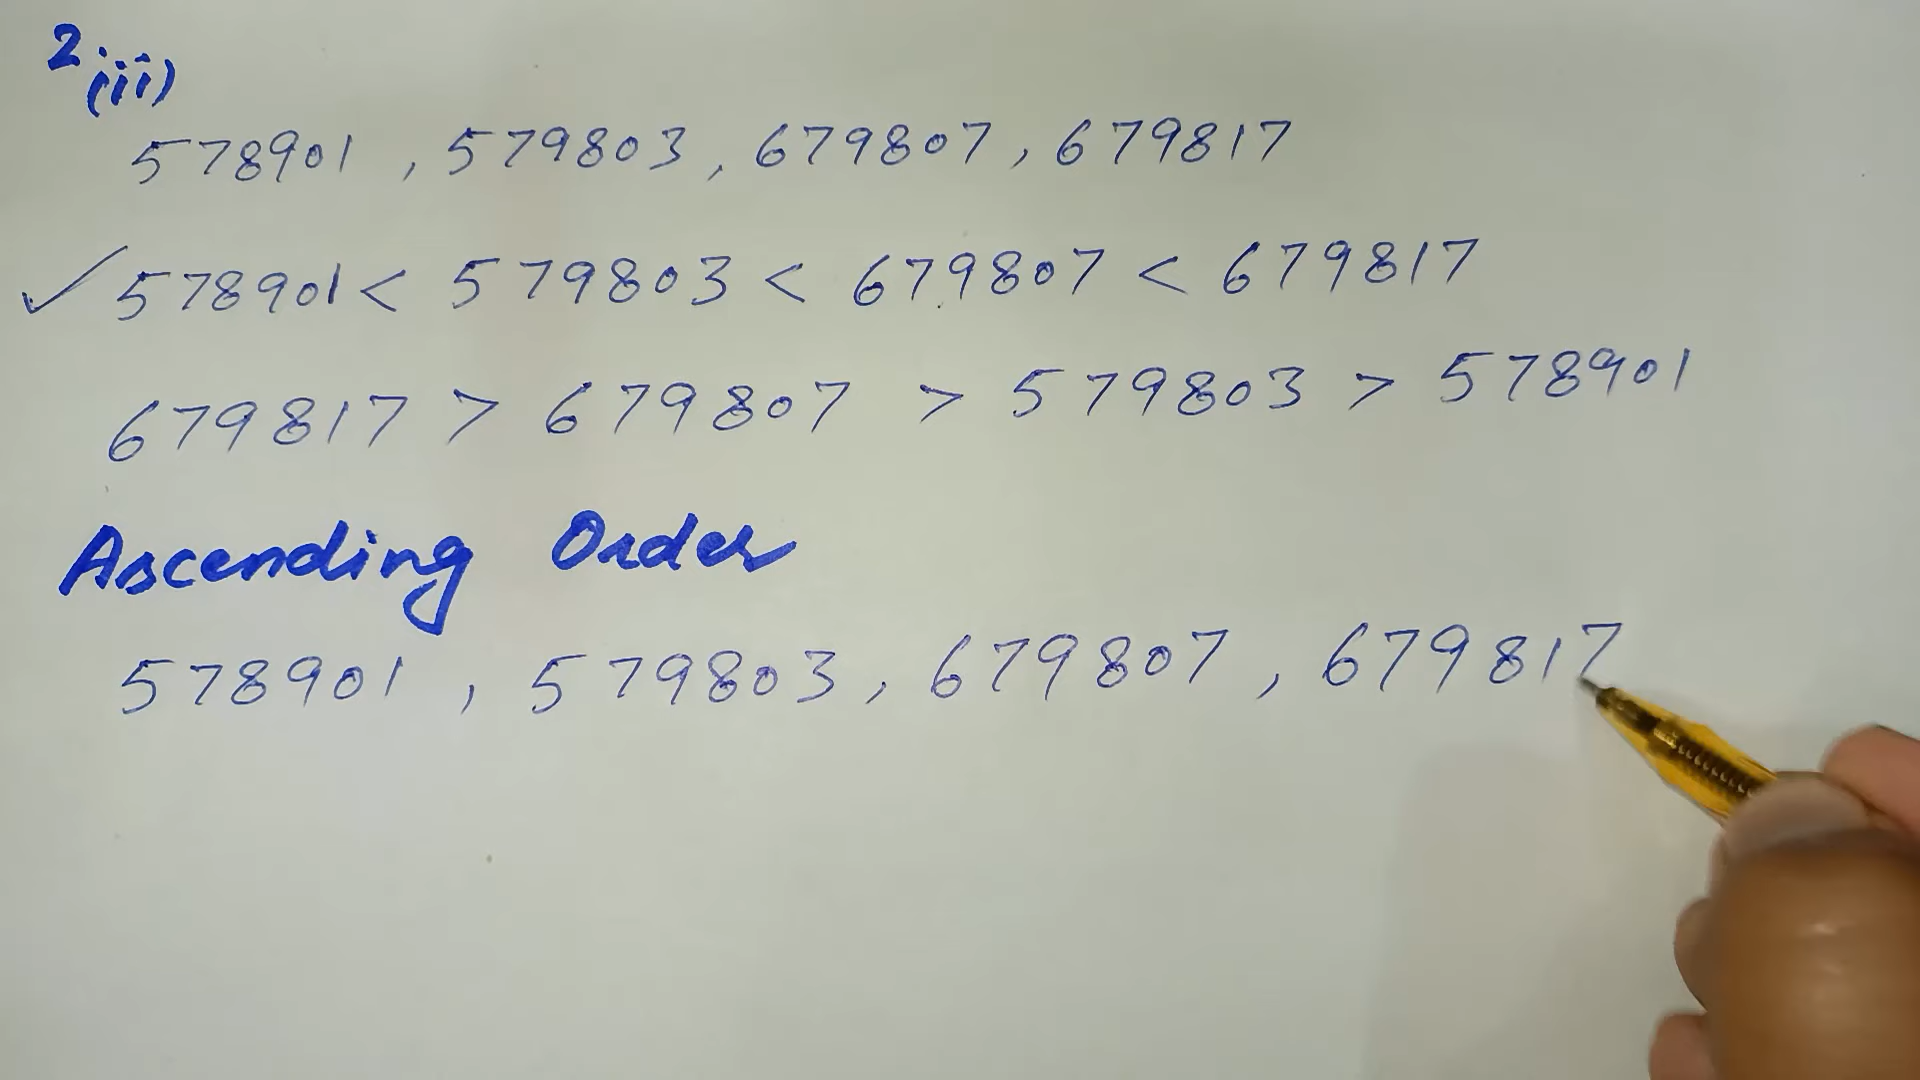 2.(ii)
578901, 579803, 679807, 679817
✓ 578901 < 579803 < 679807 < 679817
679817 > 679807 > 579803 > 578901
Ascending Order
578901, 579803, 679807, 679817